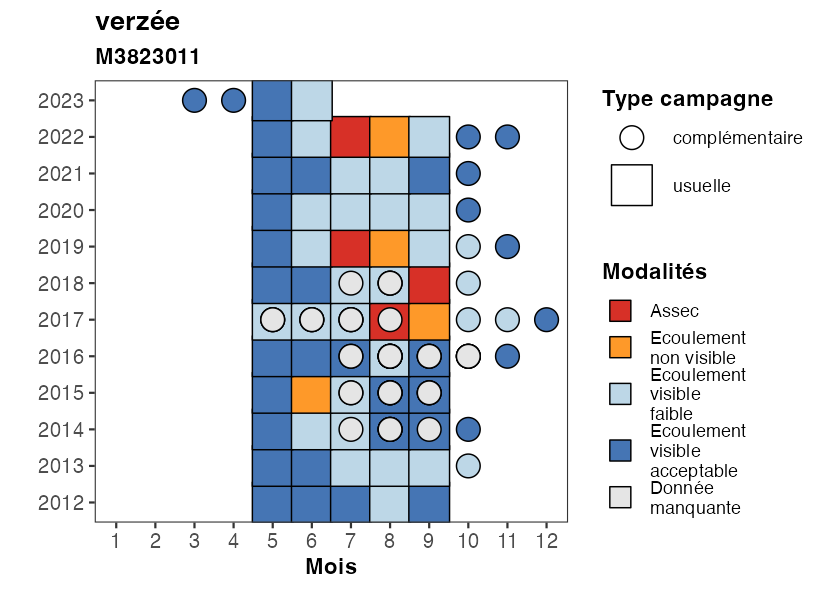 verzée
M3823011
2023
2022
2021
2020
2019
2018
2017
2016
2015
2014
2013
2012
1 2 3 4 5 6 7 8 9 10 11 12
Mois
Type campagne
complémentaire
usuelle
Modalités
Assec
Ecoulement
non visible
Ecoulement
visible
faible
Ecoulement
visible
acceptable
Donnée
manquante